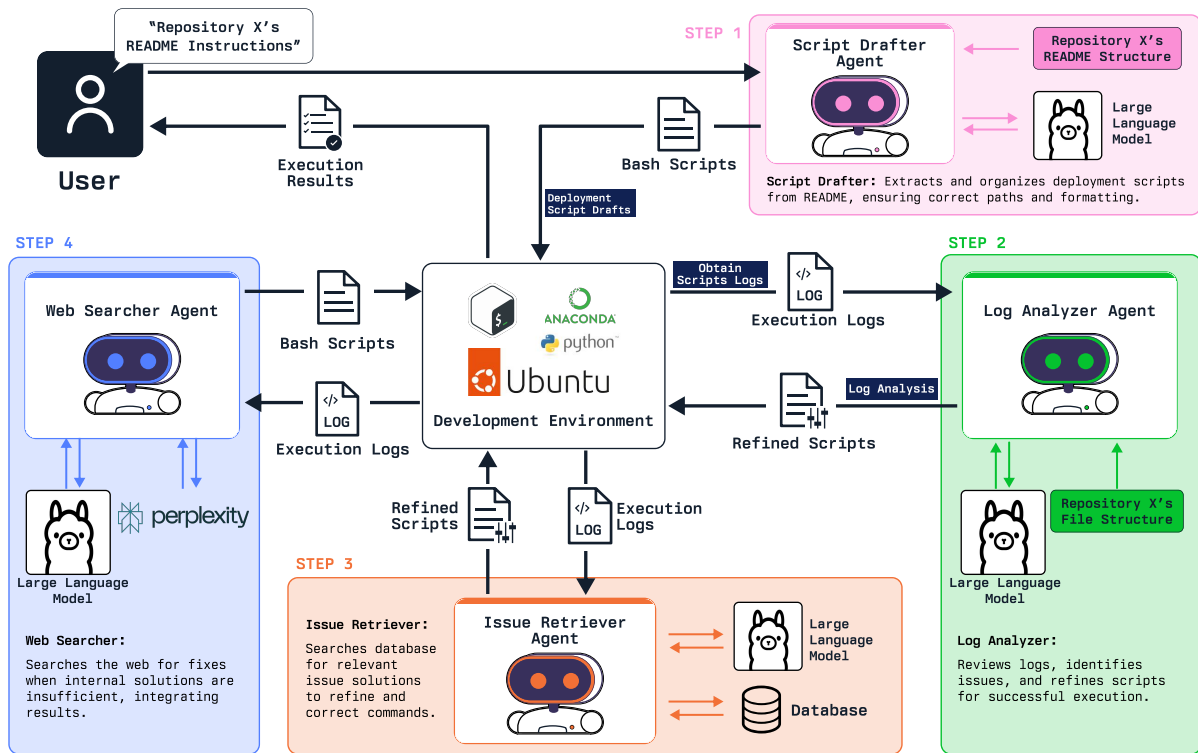 “Repository X’s
README Instructions”
User
Execution
Results
STEP 1
Script Drafter
Agent
Repository X’s
README Structure
Large
Language
Model
Script Drafter: Extracts and organizes deployment scripts
from README, ensuring correct paths and formatting.
Bash Scripts
Deployment
Script Drafts
STEP 4
Web Searcher Agent
Large Language
Model
perplexity
Web Searcher:
Searches the web for fixes
when internal solutions are
insufficient, integrating
results.
Bash Scripts
</>
LOG
Execution Logs
$_
ANACONDA
python™
Ubuntu
Development Environment
Obtain
Scripts Logs
</>
LOG
Execution Logs
Log Analysis
Refined Scripts
STEP 2
Log Analyzer Agent
Large Language
Model
Repository X’s
File Structure
Log Analyzer:
Reviews logs, identifies
issues, and refines scripts
for successful execution.
Refined
Scripts
</>
LOG
Execution
Logs
STEP 3
Issue Retriever:
Searches database
for relevant
issue solutions
to refine and
correct commands.
Issue Retriever
Agent
Large
Language
Model
Database